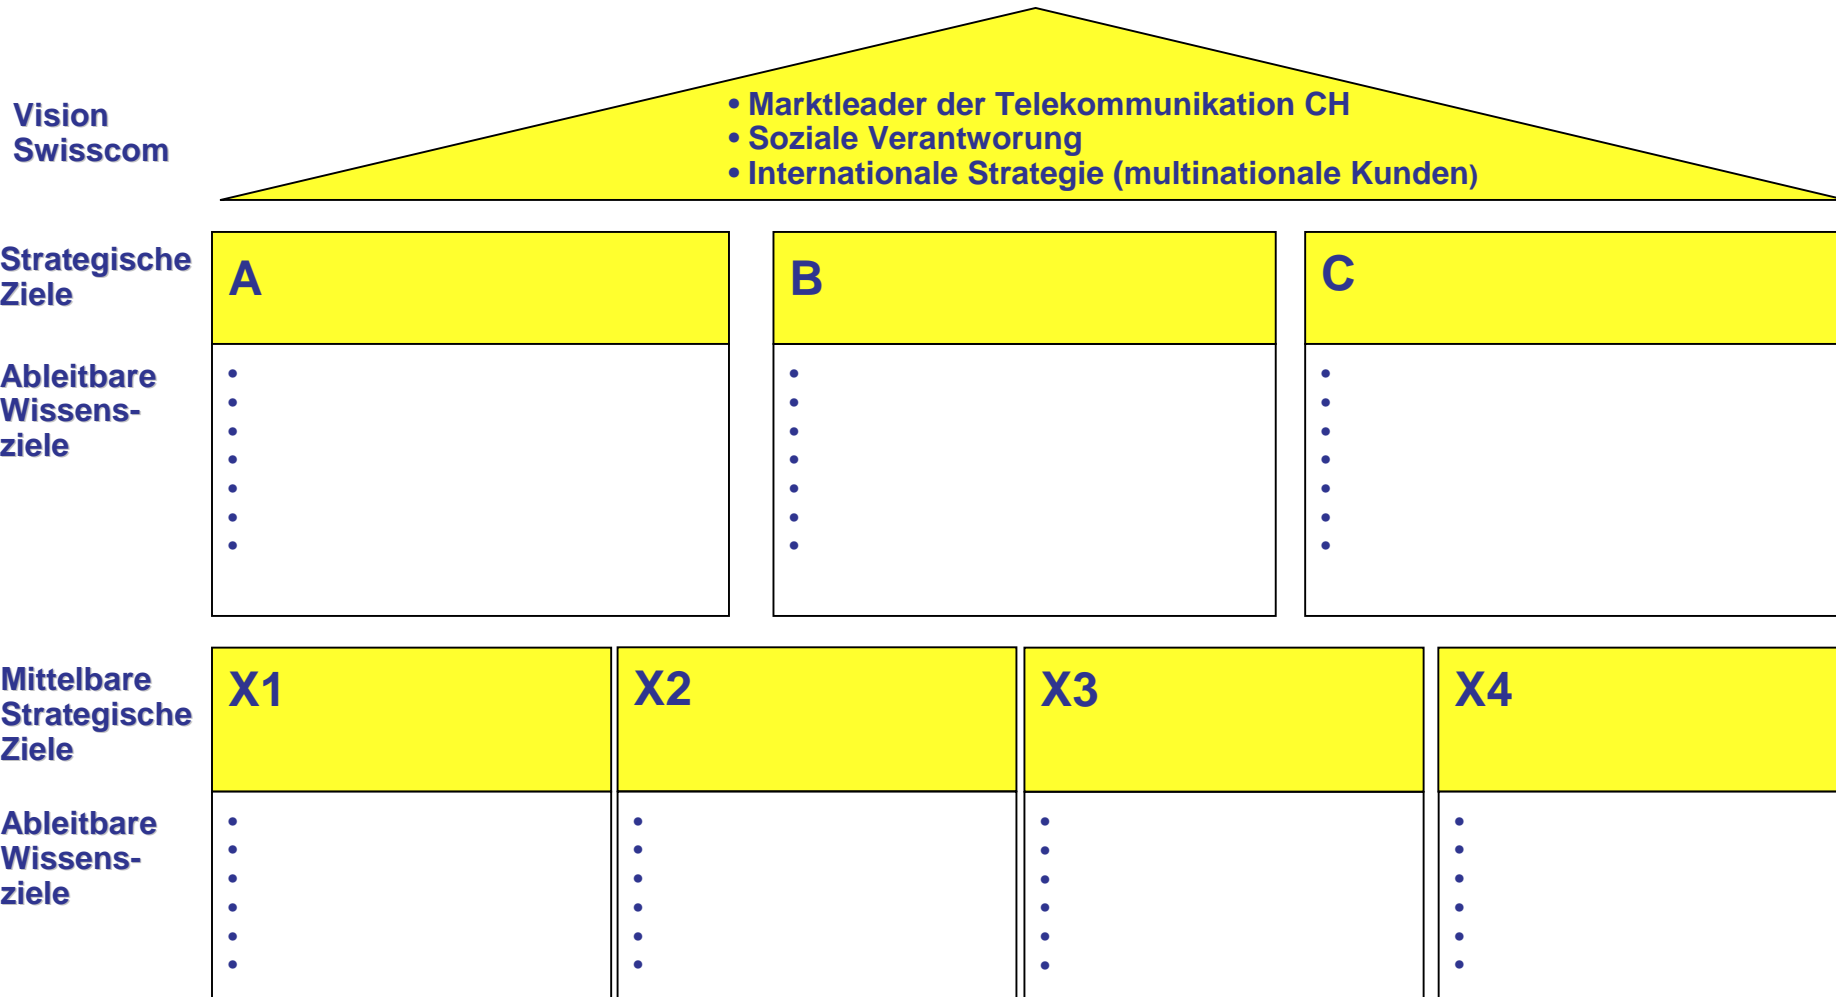 Vision
Swisscom
• Marktleader der Telekommunikation CH
• Soziale Verantworung
• Internationale Strategie (multinationale Kunden)
Strategische
Ziele
A
B
C
Ableitbare
Wissens-
ziele
Mittelbare
Strategische
Ziele
X1
X2
X3
X4
Ableitbare
Wissens-
ziele